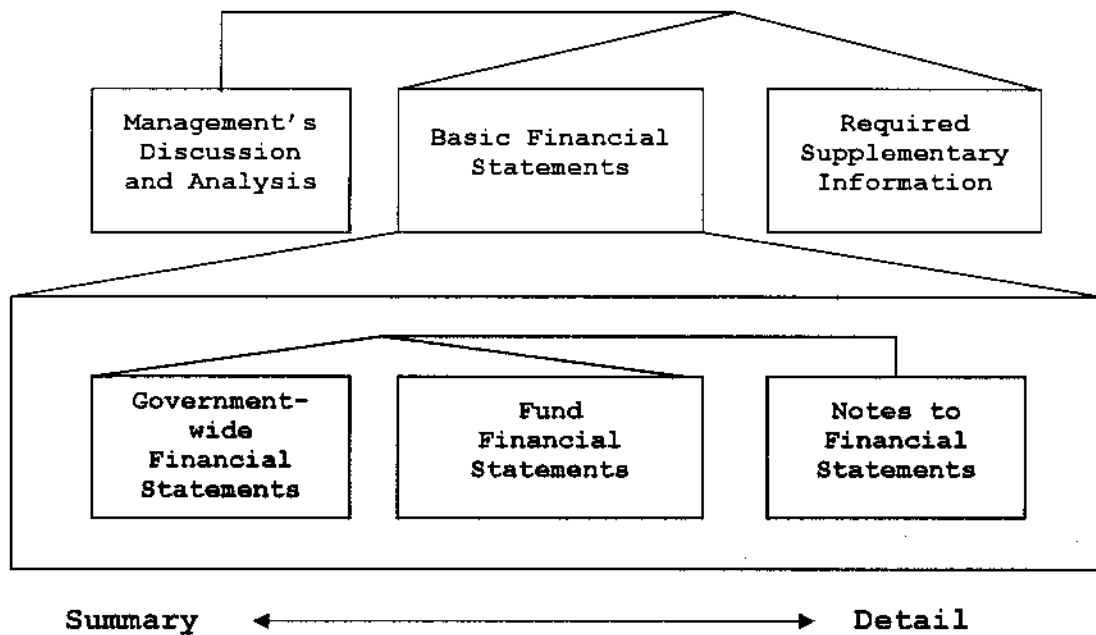 Management's
Discussion
and Analysis
Basic Financial
Statements
Required
Supplementary
Information
Government-
wide
Financial
Statements
Fund
Financial
Statements
Notes to
Financial
Statements
Summary
Detail